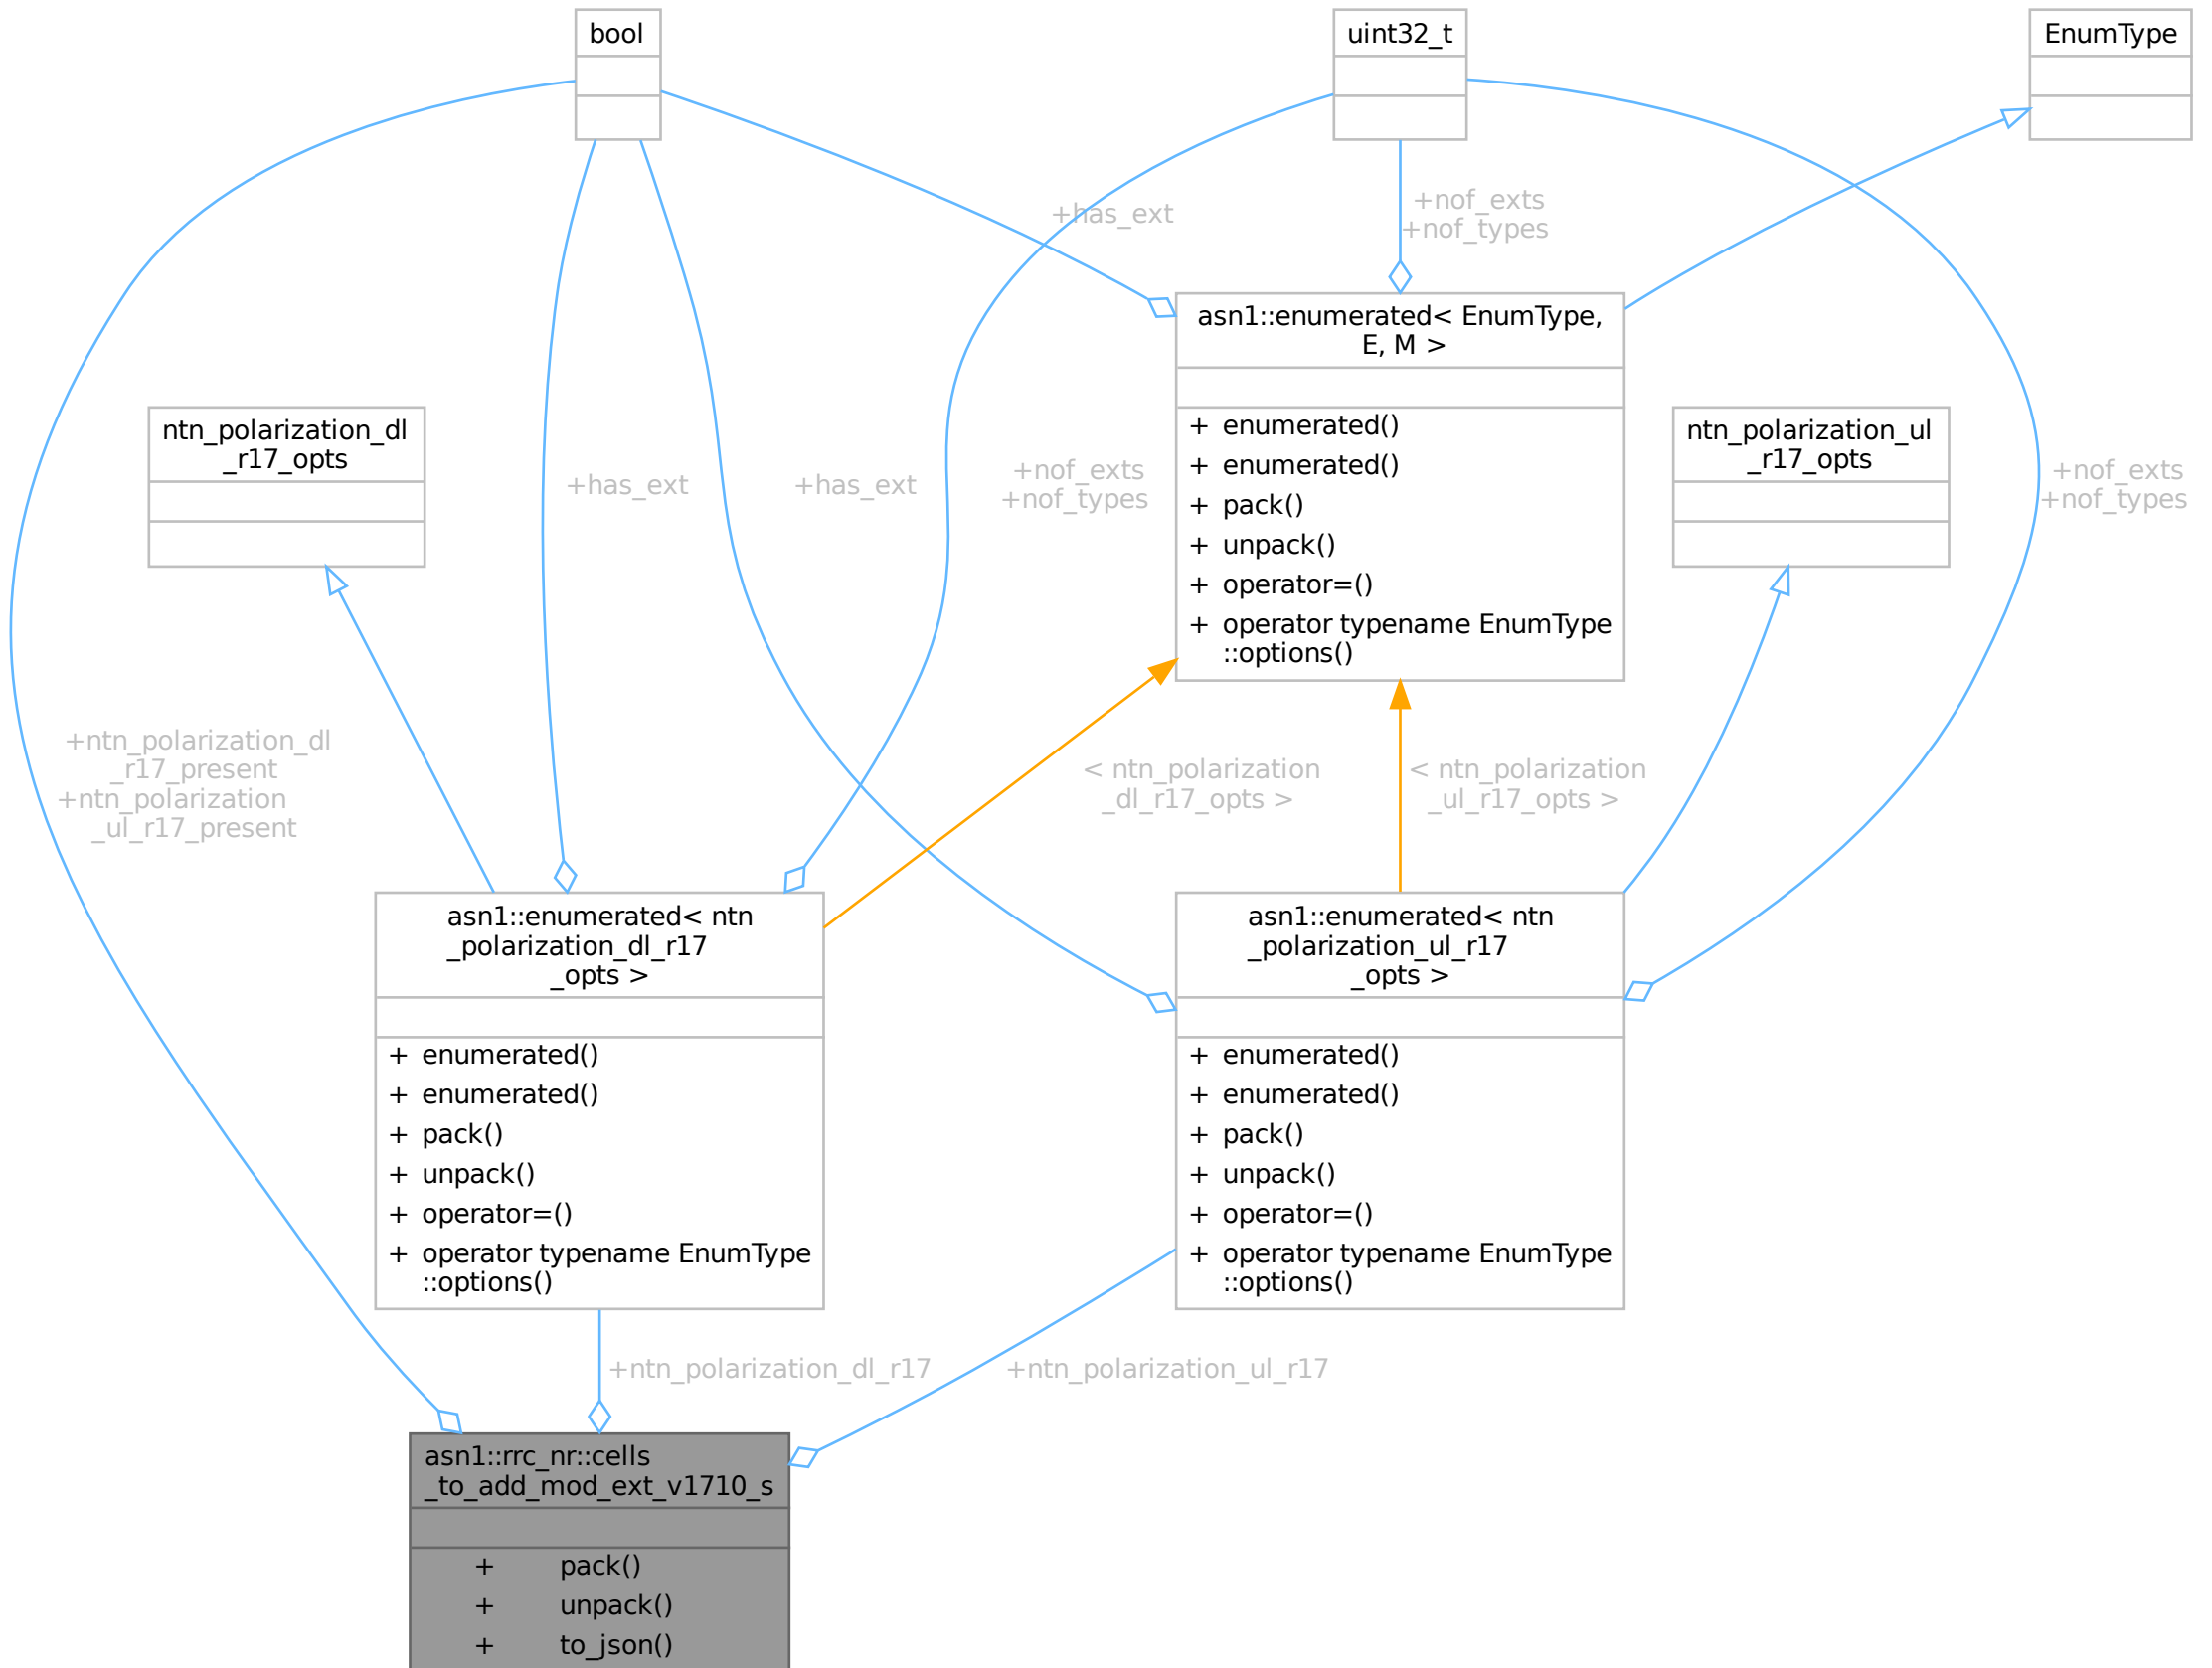 bool
uint32_t
EnumType
+has_ext
+nof_exts
+nof_types
asn1::enumerated< EnumType,
E, M >
+ enumerated()
+ enumerated()
+ pack()
+ unpack()
+ operator=()
+ operator typename EnumType
::options()
ntn_polarization_dl
_r17_opts
ntn_polarization_ul
_r17_opts
+has_ext
+has_ext
+nof_exts
+nof_types
+nof_exts
+nof_types
+ntn_polarization_dl
_r17_present
+ntn_polarization
_ul_r17_present
< ntn_polarization
_dl_r17_opts >
< ntn_polarization
_ul_r17_opts >
asn1::enumerated< ntn
_polarization_dl_r17
_opts >
+ enumerated()
+ enumerated()
+ pack()
+ unpack()
+ operator=()
+ operator typename EnumType
::options()
asn1::enumerated< ntn
_polarization_ul_r17
_opts >
+ enumerated()
+ enumerated()
+ pack()
+ unpack()
+ operator=()
+ operator typename EnumType
::options()
+ntn_polarization_dl_r17
+ntn_polarization_ul_r17
asn1::rrc_nr::cells
_to_add_mod_ext_v1710_s
+ pack()
+ unpack()
+ to_json()